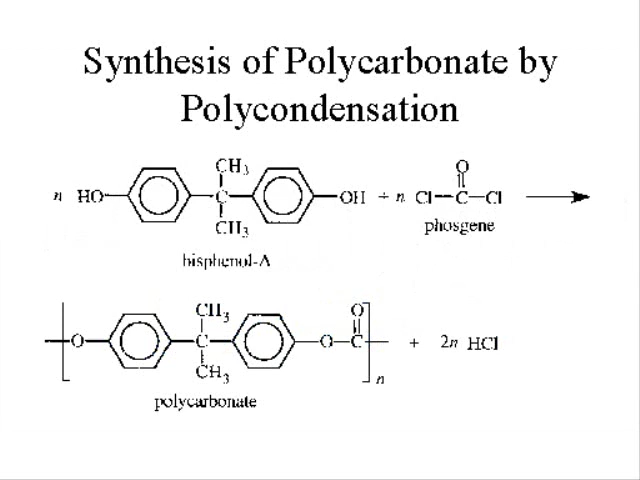 Synthesis of Polycarbonate by
Polycondensation
CH3
O
n HO C OH + n Cl C Cl
CH3
phosgene
bisphenol-A
CH3 O
O C O C + 2n HCl
CH3
n
polycarbonate